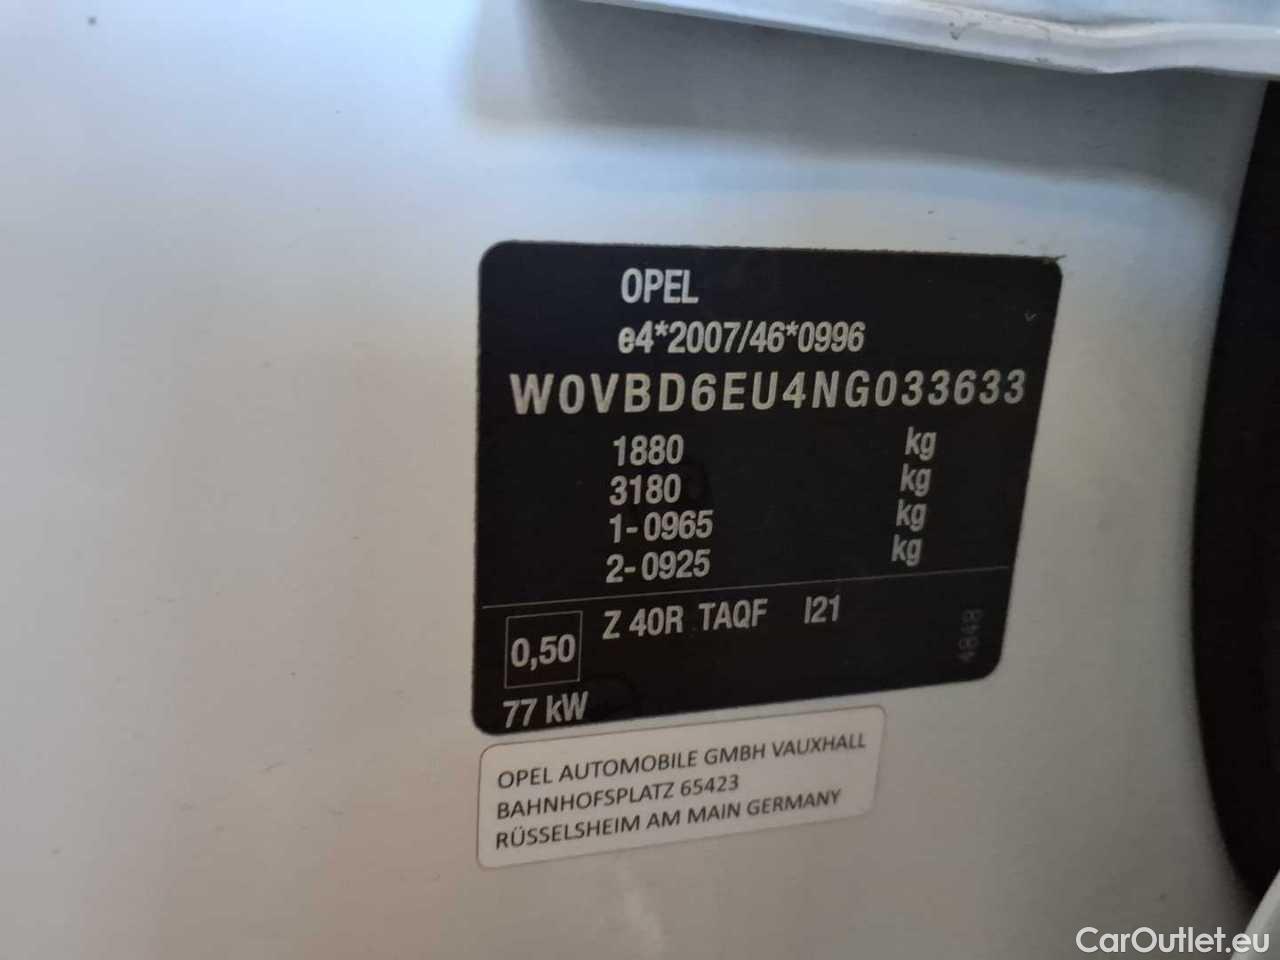 OPEL
e4*2007/46*0996
W0VBD6EU4NG033633
1880 kg
3180 kg
1-0965 kg
2-0925 kg
0,50 Z 40R TAQF I21
4848
77 kW
OPEL AUTOMOBILE GMBH VAUXHALL
BAHNHOFSPLATZ 65423
RÜSSELSHEIM AM MAIN GERMANY
CarOutlet.eu